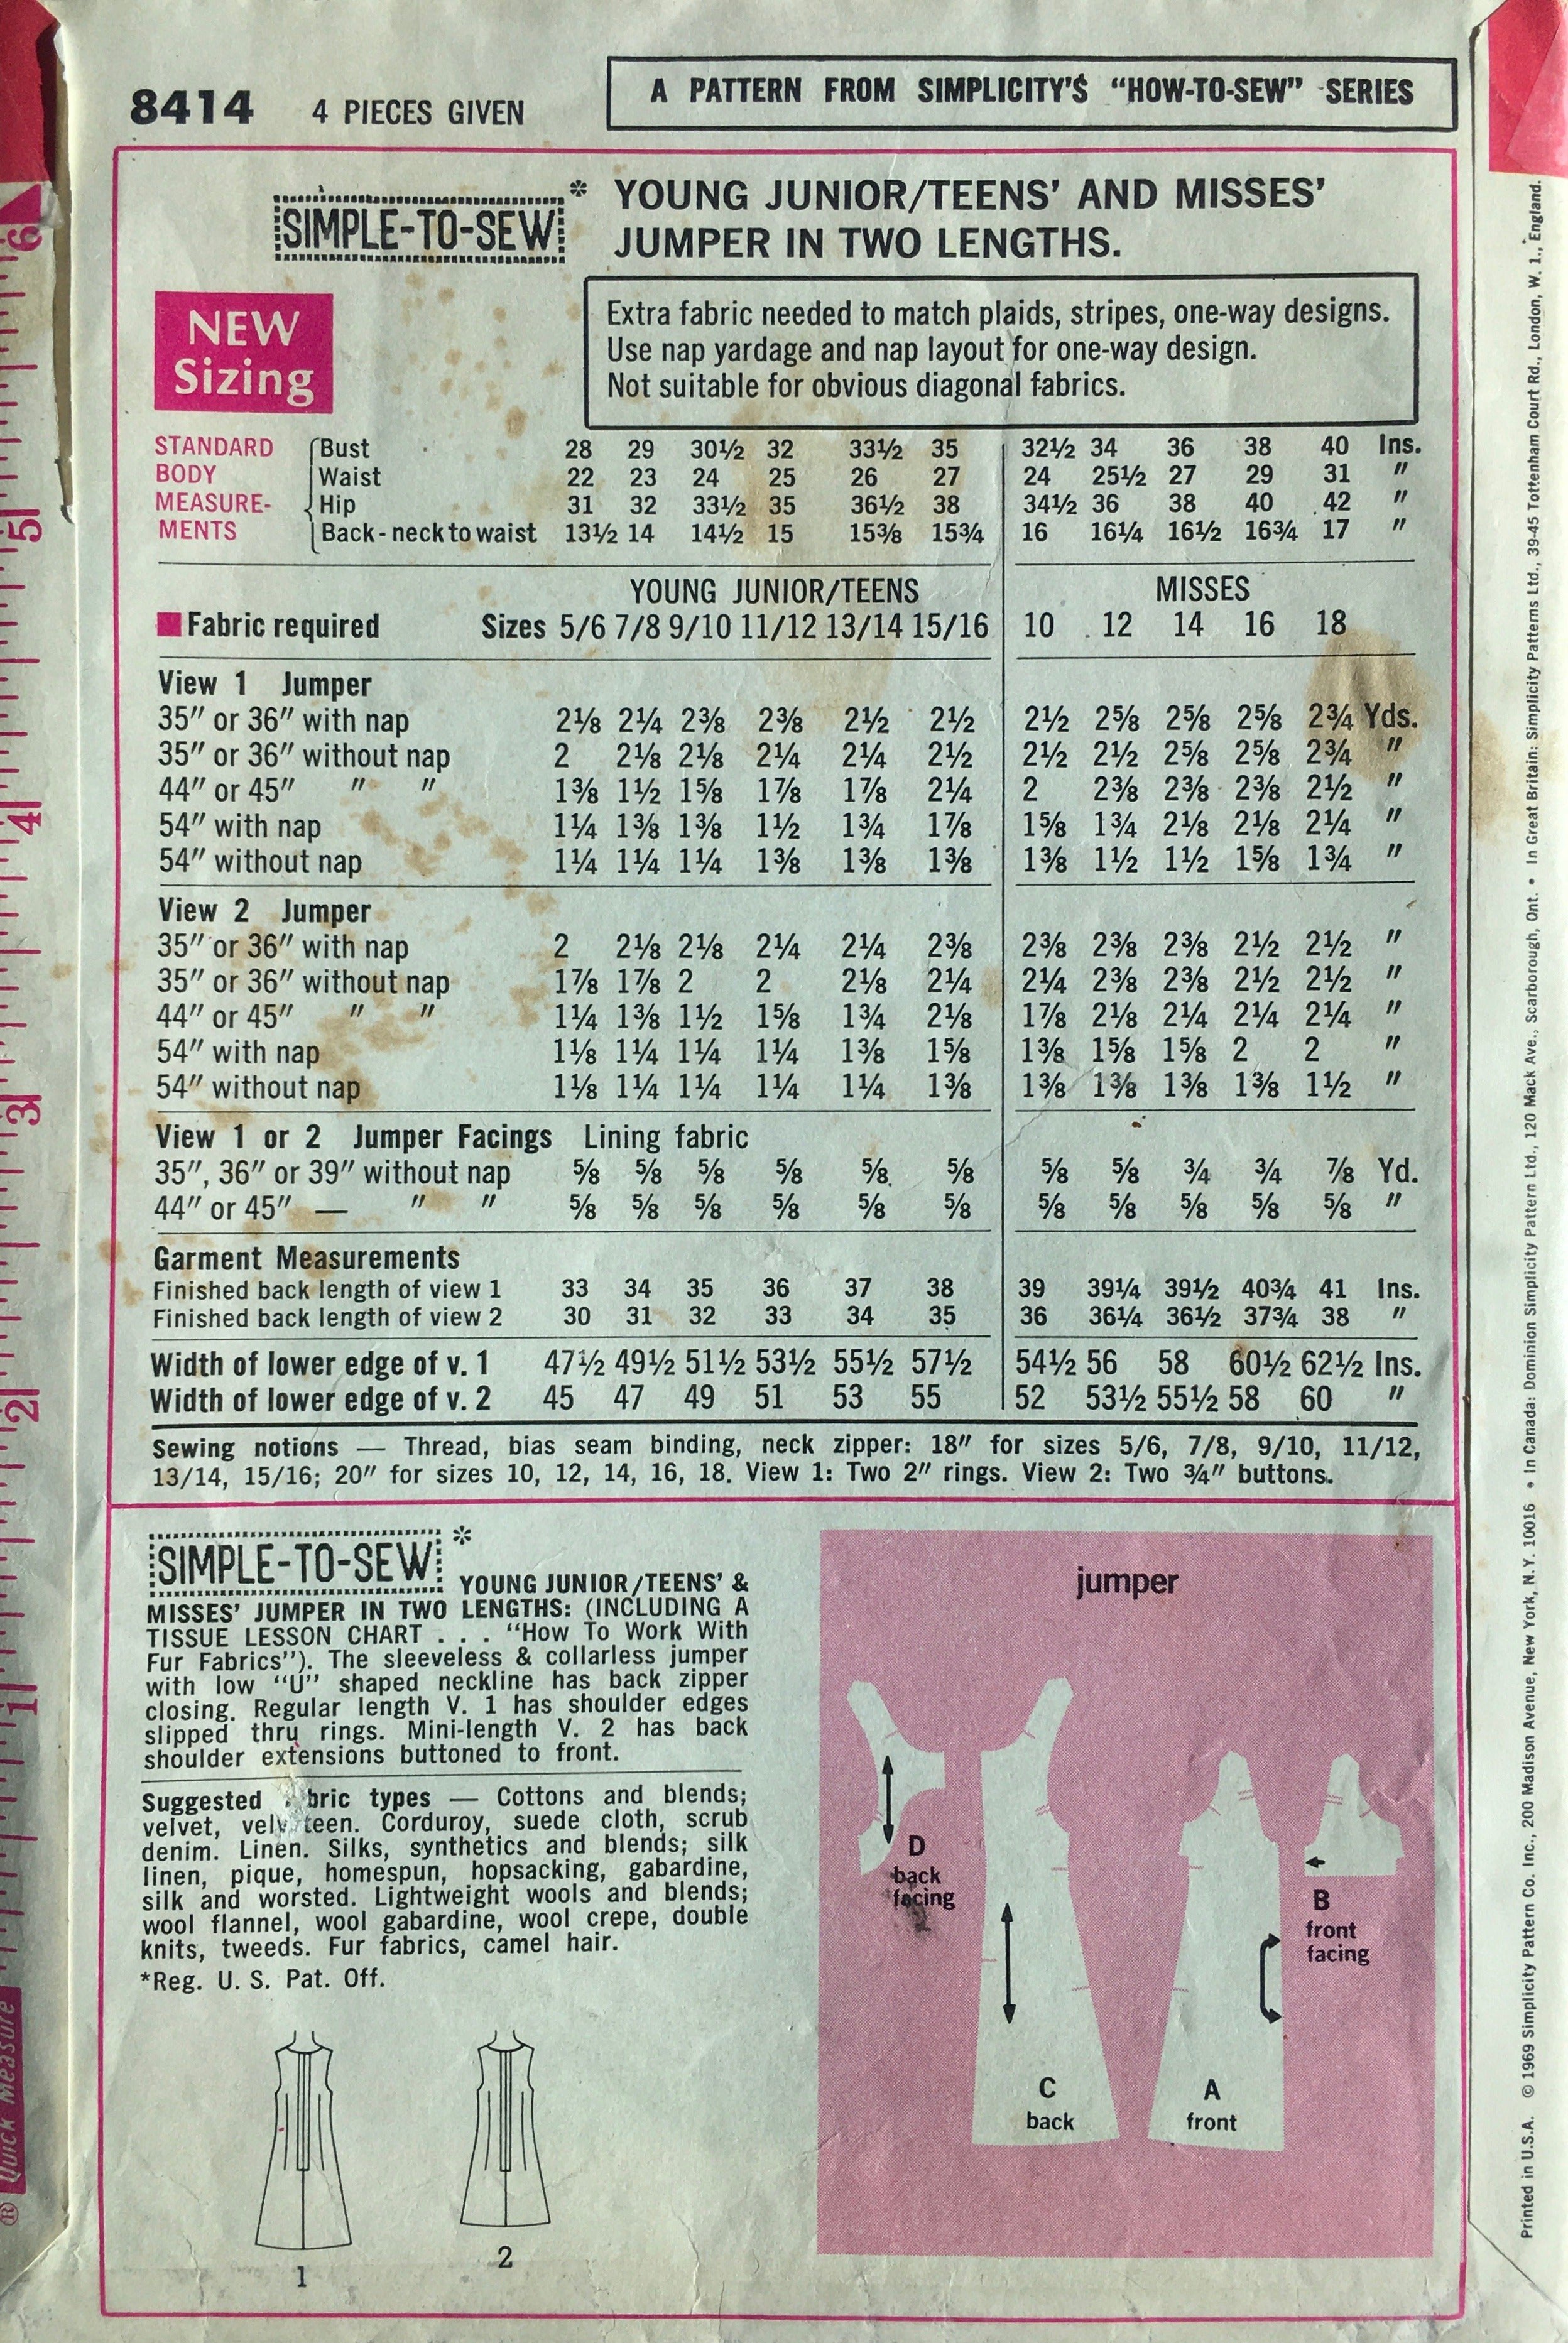 8414 4 PIECES GIVEN
A PATTERN FROM SIMPLICITY'S "HOW-TO-SEW" SERIES
SIMPLE-TO-SEW*
YOUNG JUNIOR/TEENS' AND MISSES'
JUMPER IN TWO LENGTHS.
NEW
Sizing
Extra fabric needed to match plaids, stripes, one-way designs.
Use nap yardage and nap layout for one-way design.
Not suitable for obvious diagonal fabrics.
STANDARD Bust 28 29 30½ 32 33½ 35 32½ 34 36 38 40 Ins.
BODY Waist 22 23 24 25 26 27 24 25½ 27 29 31 "
MEASURE- Hip 31 32 33½ 35 36½ 38 34½ 36 38 40 42 "
MENTS Back-neck to waist 13½ 14 14½ 15 15⅜ 15¾ 16 16¼ 16½ 16¾ 17 "
YOUNG JUNIOR/TEENS MISSES
Fabric required Sizes 5/6 7/8 9/10 11/12 13/14 15/16 10 12 14 16 18
View 1 Jumper
35" or 36" with nap 2⅛ 2¼ 2⅜ 2⅜ 2½ 2½ 2½ 2⅝ 2⅝ 2⅝ 2¾ Yds.
35" or 36" without nap 2 2⅛ 2⅛ 2¼ 2¼ 2½ 2½ 2½ 2⅝ 2⅝ 2¾ "
44" or 45" " " 1⅜ 1½ 1⅝ 1⅞ 1⅞ 2¼ 2 2⅜ 2⅜ 2⅜ 2½ "
54" with nap 1¼ 1⅜ 1⅜ 1½ 1¾ 1⅞ 1⅝ 1¾ 2⅛ 2⅛ 2¼ "
54" without nap 1¼ 1¼ 1¼ 1⅜ 1⅜ 1⅜ 1⅜ 1½ 1½ 1⅝ 1¾ "
View 2 Jumper
35" or 36" with nap 2 2⅛ 2⅛ 2¼ 2¼ 2⅜ 2⅜ 2⅜ 2⅜ 2½ 2½ "
35" or 36" without nap 1⅞ 1⅞ 2 2 2⅛ 2¼ 2¼ 2⅜ 2⅜ 2½ 2½ "
44" or 45" " " 1¼ 1⅜ 1½ 1⅝ 1¾ 2⅛ 1⅞ 2⅛ 2¼ 2¼ 2¼ "
54" with nap 1⅛ 1¼ 1¼ 1¼ 1⅜ 1⅝ 1⅜ 1⅝ 1⅝ 2 2 "
54" without nap 1⅛ 1¼ 1¼ 1¼ 1¼ 1⅜ 1⅜ 1⅜ 1⅜ 1⅜ 1½ "
View 1 or 2 Jumper Facings Lining fabric
35", 36" or 39" without nap ⅝ ⅝ ⅝ ⅝ ⅝ ⅝ ⅝ ⅝ ¾ ¾ ⅞ Yd.
44" or 45" — " " ⅝ ⅝ ⅝ ⅝ ⅝ ⅝ ⅝ ⅝ ⅝ ⅝ ⅝ "
Garment Measurements
Finished back length of view 1 33 34 35 36 37 38 39 39¼ 39½ 40¾ 41 Ins.
Finished back length of view 2 30 31 32 33 34 35 36 36¼ 36½ 37¾ 38 "
Width of lower edge of v. 1 47½ 49½ 51½ 53½ 55½ 57½ 54½ 56 58 60½ 62½ Ins.
Width of lower edge of v. 2 45 47 49 51 53 55 52 53½ 55½ 58 60 "
Sewing notions — Thread, bias seam binding, neck zipper: 18" for sizes 5/6, 7/8, 9/10, 11/12,
13/14, 15/16; 20" for sizes 10, 12, 14, 16, 18. View 1: Two 2" rings. View 2: Two ¾" buttons.
SIMPLE-TO-SEW* YOUNG JUNIOR/TEENS' &
MISSES' JUMPER IN TWO LENGTHS: (INCLUDING A
TISSUE LESSON CHART . . . "How To Work With
Fur Fabrics"). The sleeveless & collarless jumper
with low "U" shaped neckline has back zipper
closing. Regular length V. 1 has shoulder edges
slipped thru rings. Mini-length V. 2 has back
shoulder extensions buttoned to front.
Suggested bric types — Cottons and blends;
velvet, velveteen. Corduroy, suede cloth, scrub
denim. Linen. Silks, synthetics and blends; silk
linen, pique, homespun, hopsacking, gabardine,
silk and worsted. Lightweight wools and blends;
wool flannel, wool gabardine, wool crepe, double
knits, tweeds. Fur fabrics, camel hair.
*Reg. U. S. Pat. Off.
1
2
jumper
D
back
facing
B
front
facing
C
back
A
front
6
5
4
3
2
1
® Quick Measure
Printed in U.S.A. © 1969 Simplicity Pattern Co. Inc., 200 Madison Avenue, New York, N.Y. 10016 • In Canada: Dominion Simplicity Pattern Ltd., 120 Mack Ave., Scarborough, Ont. • In Great Britain: Simplicity Patterns Ltd., 39-45 Tottenham Court Rd., London, W. 1., England.